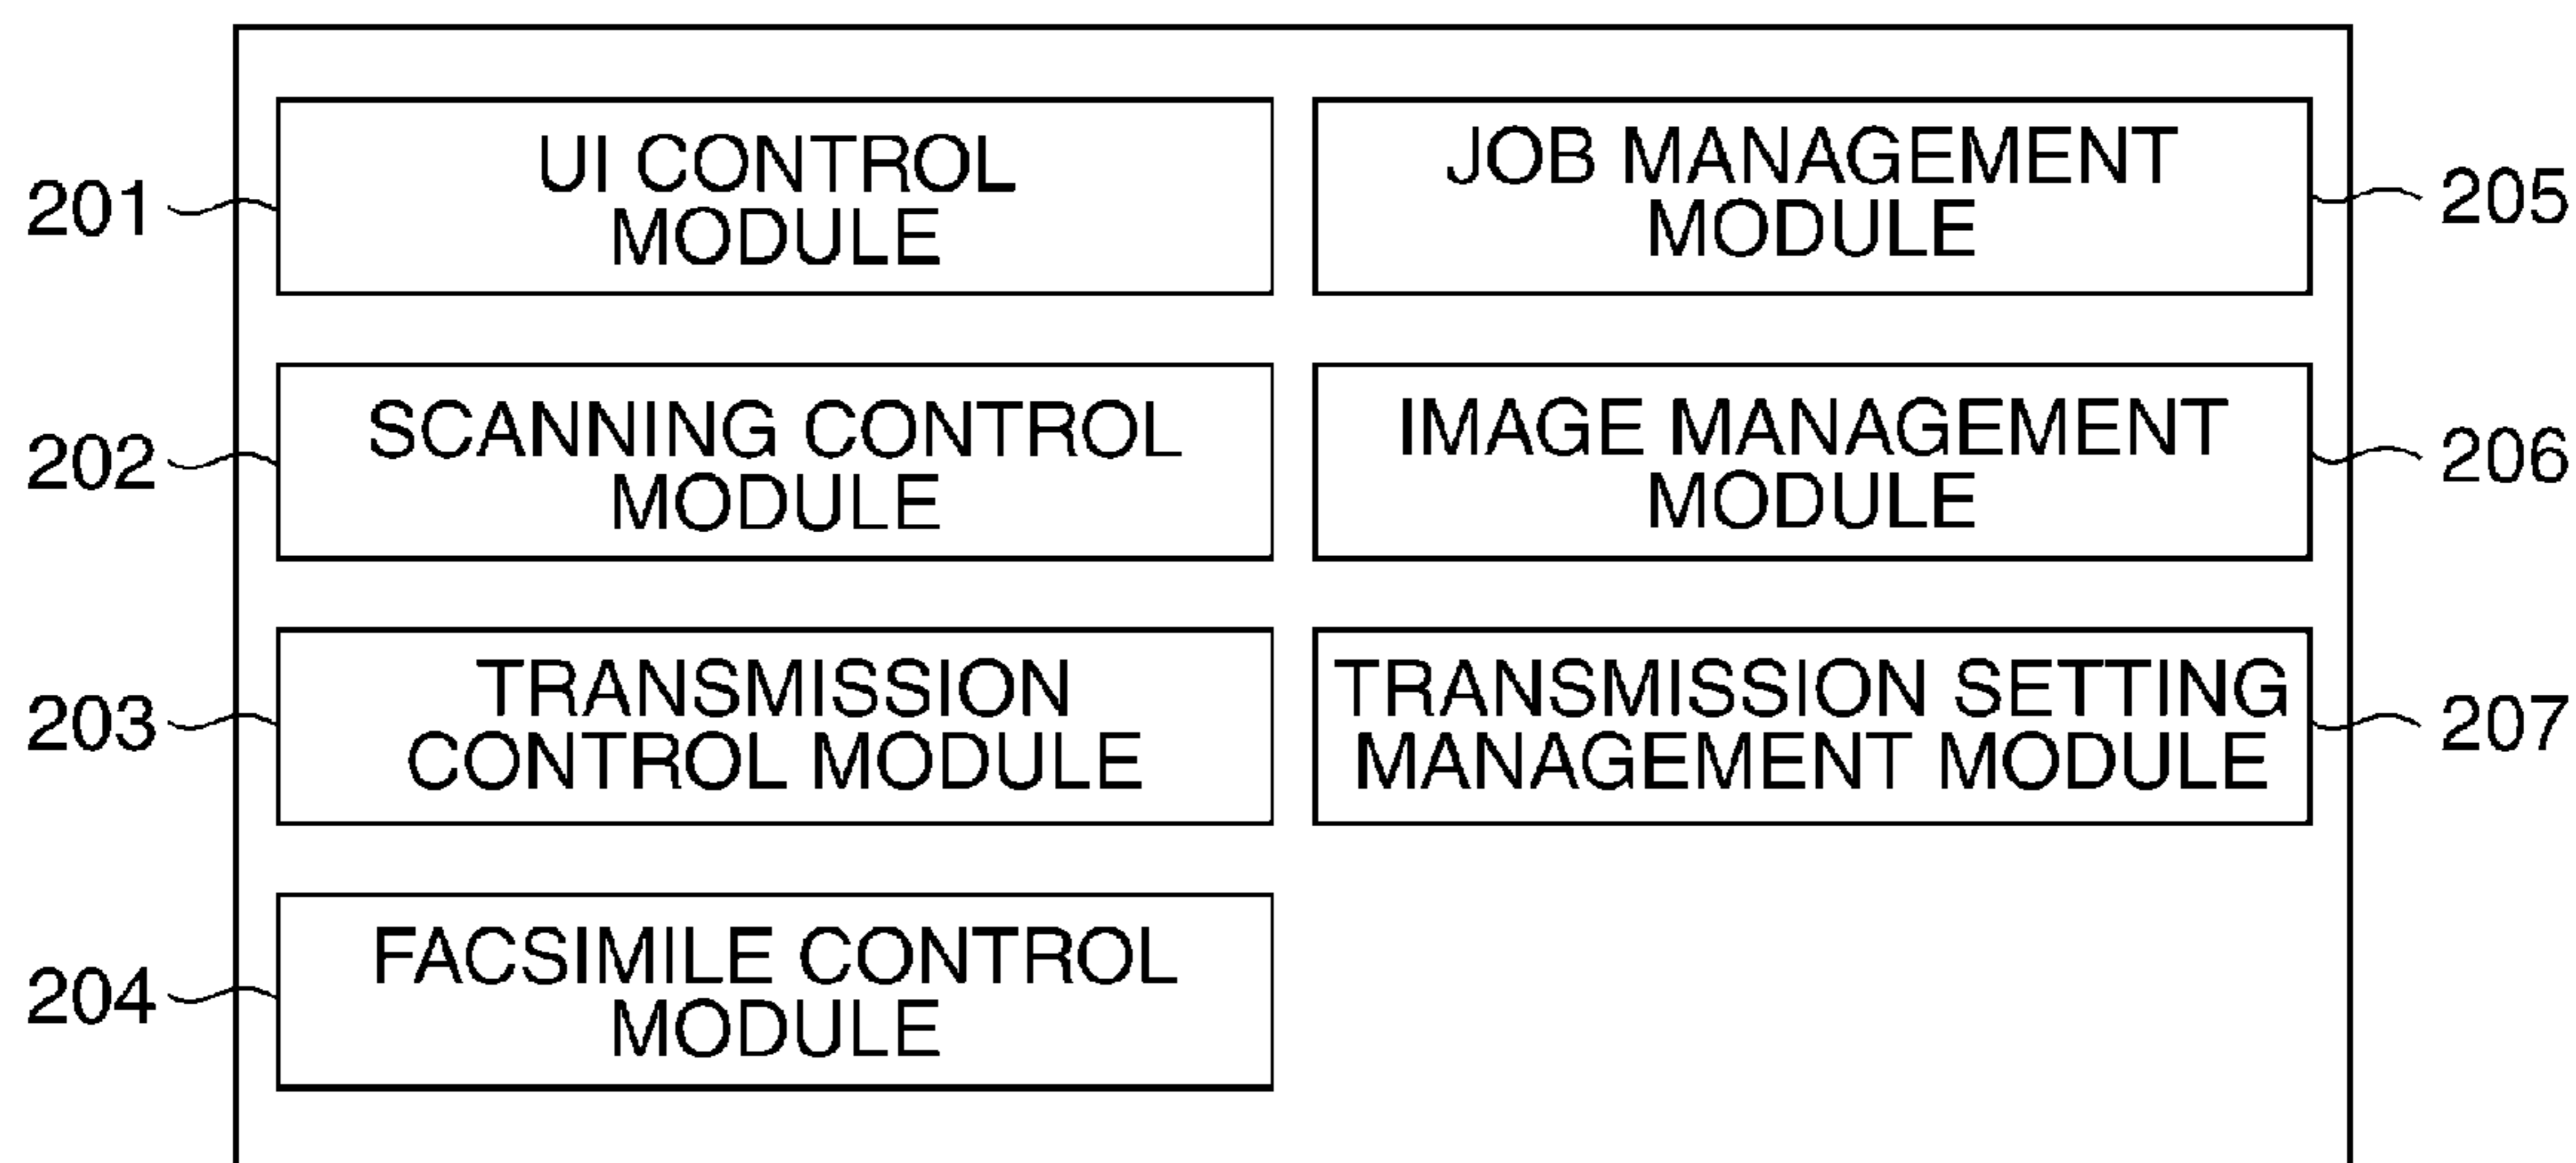 201
UI CONTROL
MODULE
JOB MANAGEMENT
MODULE
205
202
SCANNING CONTROL
MODULE
IMAGE MANAGEMENT
MODULE
206
203
TRANSMISSION
CONTROL MODULE
TRANSMISSION SETTING
MANAGEMENT MODULE
207
204
FACSIMILE CONTROL
MODULE